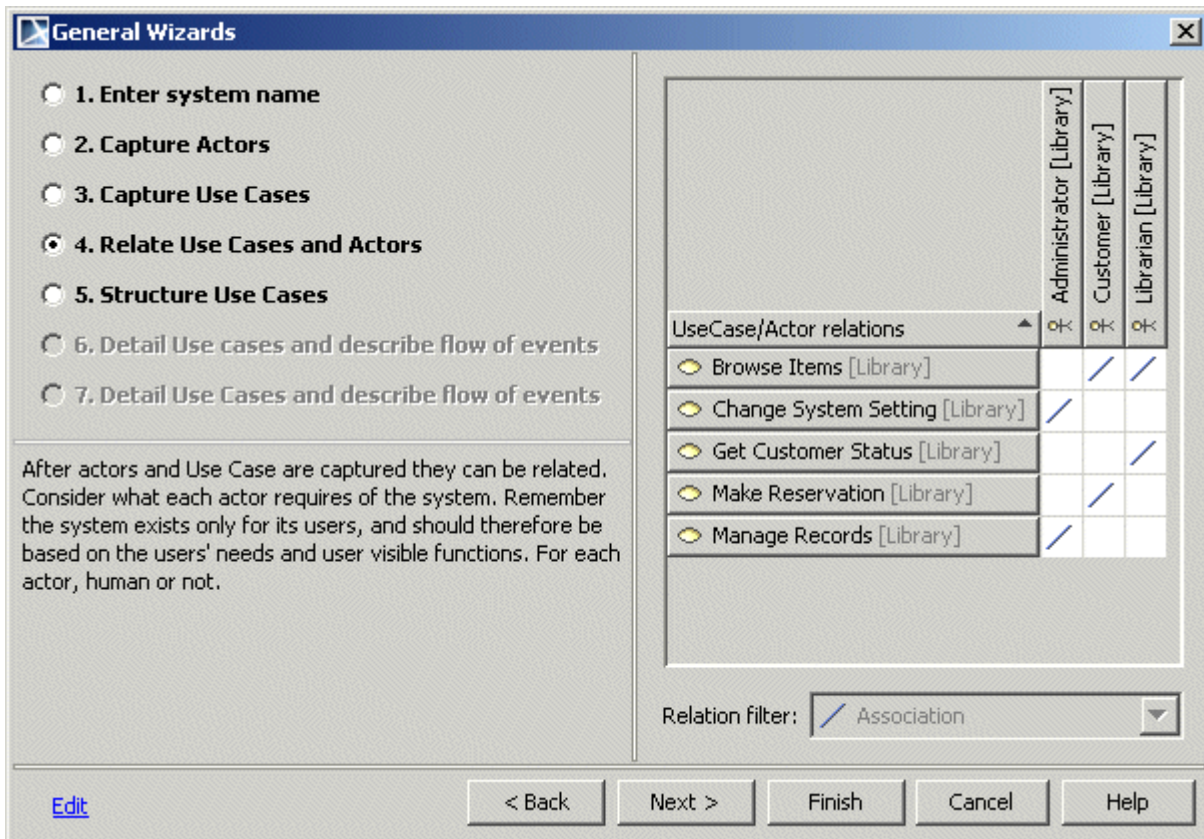 General Wizards
1. Enter system name
2. Capture Actors
3. Capture Use Cases
4. Relate Use Cases and Actors
5. Structure Use Cases
6. Detail Use cases and describe flow of events
7. Detail Use Cases and describe flow of events
After actors and Use Case are captured they can be related.
Consider what each actor requires of the system. Remember
the system exists only for its users, and should therefore be
based on the users' needs and user visible functions. For each
actor, human or not.
Administrator [Library]
Customer [Library]
Librarian [Library]
UseCase/Actor relations
Browse Items [Library]
Change System Setting [Library]
Get Customer Status [Library]
Make Reservation [Library]
Manage Records [Library]
Relation filter: Association
Edit
< Back
Next >
Finish
Cancel
Help